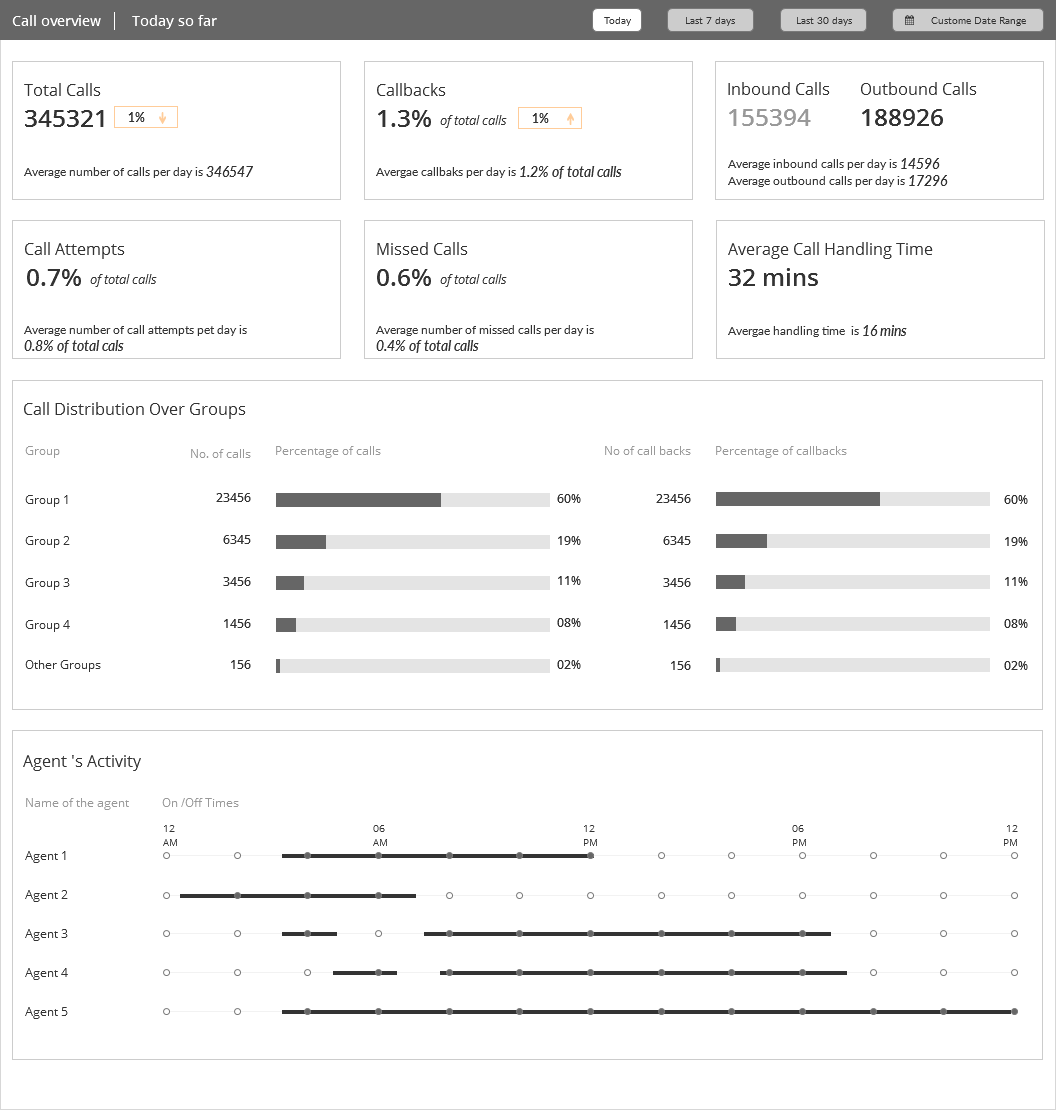 Call overview | Today so far
Today
Last 7 days
Last 30 days
Custome Date Range
Total Calls
345321 1%
Average number of calls per day is 346547
Callbacks
1.3% of total calls 1%
Avergae callbaks per day is 1.2% of total calls
Inbound Calls Outbound Calls
155394 188926
Average inbound calls per day is 14596
Average outbound calls per day is 17296
Call Attempts
0.7% of total calls
Average number of call attempts pet day is
0.8% of total cals
Missed Calls
0.6% of total calls
Average number of missed calls per day is
0.4% of total calls
Average Call Handling Time
32 mins
Avergae handling time is 16 mins
Call Distribution Over Groups
Group No. of calls Percentage of calls No of call backs Percentage of callbacks
Group 1 23456 60% 23456 60%
Group 2 6345 19% 6345 19%
Group 3 3456 11% 3456 11%
Group 4 1456 08% 1456 08%
Other Groups 156 02% 156 02%
Agent 's Activity
Name of the agent On /Off Times
12 06 12 06 12
AM AM PM PM PM
Agent 1
Agent 2
Agent 3
Agent 4
Agent 5